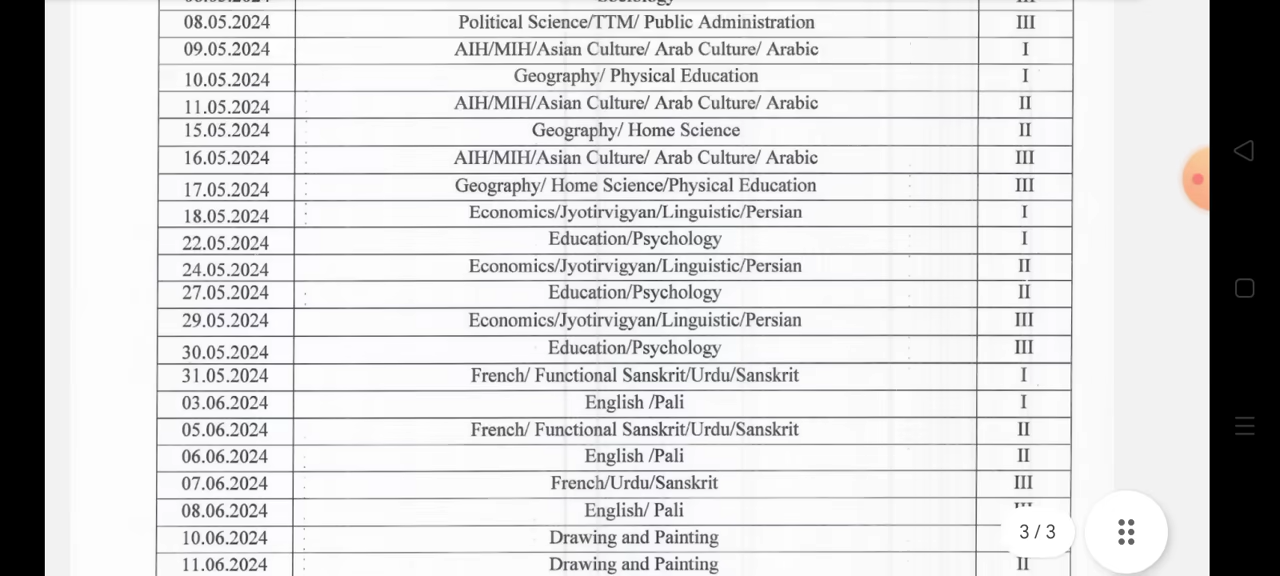 08.05.2024 Political Science/TTM/ Public Administration III
09.05.2024 AIH/MIH/Asian Culture/ Arab Culture/ Arabic I
10.05.2024 Geography/ Physical Education I
11.05.2024 AIH/MIH/Asian Culture/ Arab Culture/ Arabic II
15.05.2024 Geography/ Home Science II
16.05.2024 AIH/MIH/Asian Culture/ Arab Culture/ Arabic III
17.05.2024 Geography/ Home Science/Physical Education III
18.05.2024 Economics/Jyotirvigyan/Linguistic/Persian I
22.05.2024 Education/Psychology I
24.05.2024 Economics/Jyotirvigyan/Linguistic/Persian II
27.05.2024 Education/Psychology II
29.05.2024 Economics/Jyotirvigyan/Linguistic/Persian III
30.05.2024 Education/Psychology III
31.05.2024 French/ Functional Sanskrit/Urdu/Sanskrit I
03.06.2024 English /Pali I
05.06.2024 French/ Functional Sanskrit/Urdu/Sanskrit II
06.06.2024 English /Pali II
07.06.2024 French/Urdu/Sanskrit III
08.06.2024 English/ Pali III
10.06.2024 Drawing and Painting
3 / 3
11.06.2024 Drawing and Painting II